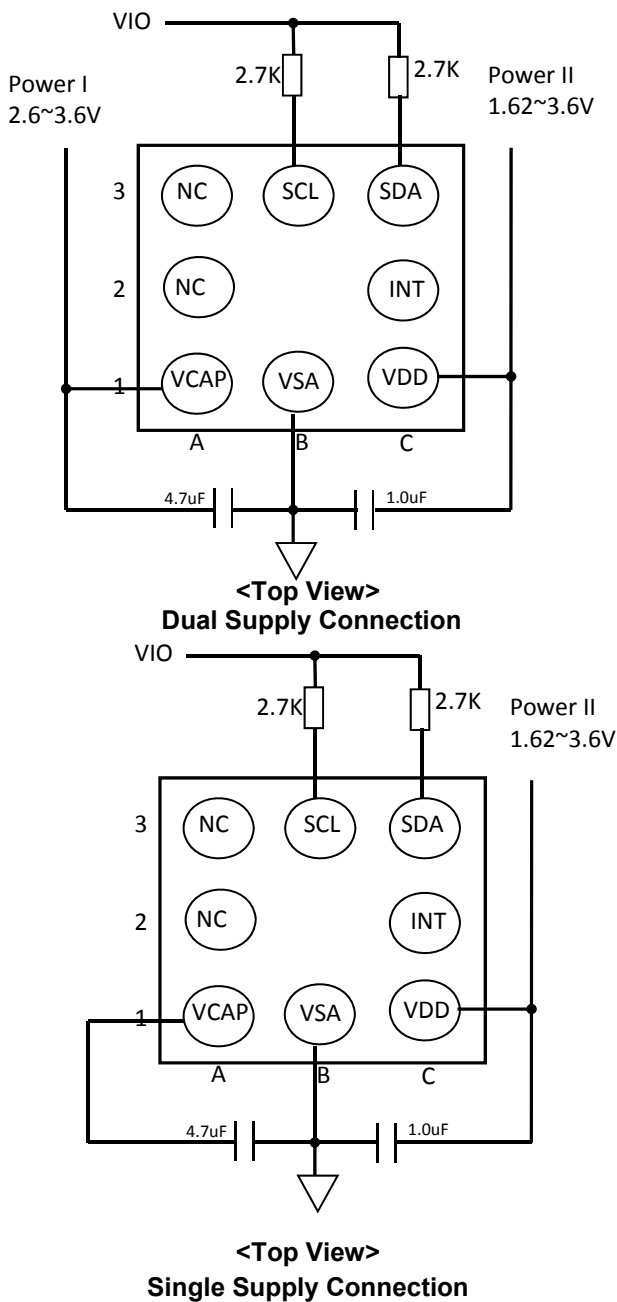 VIO
2.7K 2.7K
Power I
2.6~3.6V
Power II
1.62~3.6V
3 NC SCL SDA
2 NC INT
1 VCAP VSA VDD
A B C
4.7uF 1.0uF
<Top View>
Dual Supply Connection
VIO
2.7K 2.7K
Power II
1.62~3.6V
3 NC SCL SDA
2 NC INT
1 VCAP VSA VDD
A B C
4.7uF 1.0uF
<Top View>
Single Supply Connection